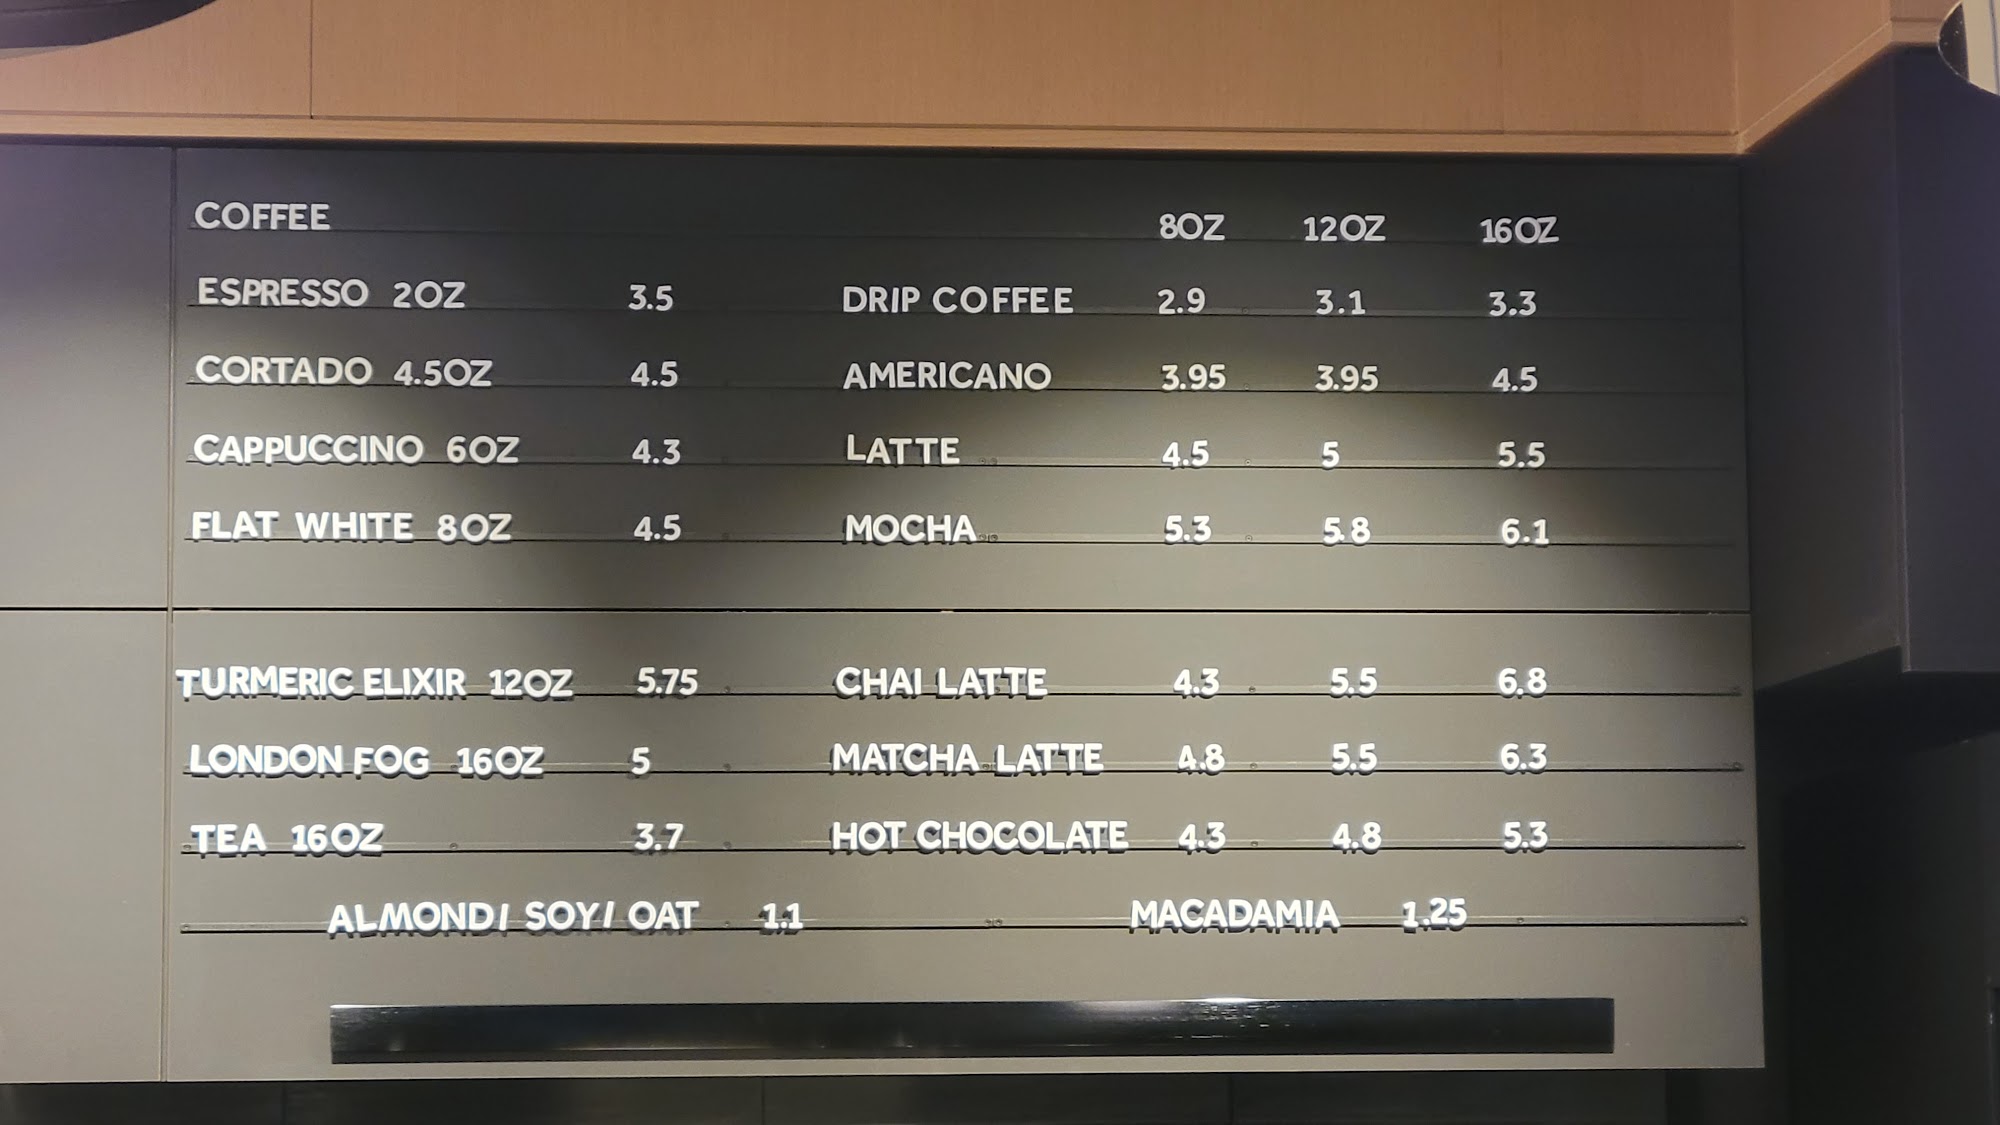 COFFEE 8OZ 12OZ 16OZ
ESPRESSO 2OZ 3.5 DRIP COFFEE 2.9 3.1 3.3
CORTADO 4.5OZ 4.5 AMERICANO 3.95 3.95 4.5
CAPPUCCINO 6OZ 4.3 LATTE 4.5 5 5.5
FLAT WHITE 8OZ 4.5 MOCHA 5.3 5.8 6.1
TURMERIC ELIXIR 12OZ 5.75 CHAI LATTE 4.3 5.5 6.8
LONDON FOG 16OZ 5 MATCHA LATTE 4.8 5.5 6.3
TEA 16OZ 3.7 HOT CHOCOLATE 4.3 4.8 5.3
ALMOND/ SOY/ OAT 1.1 MACADAMIA 1.25